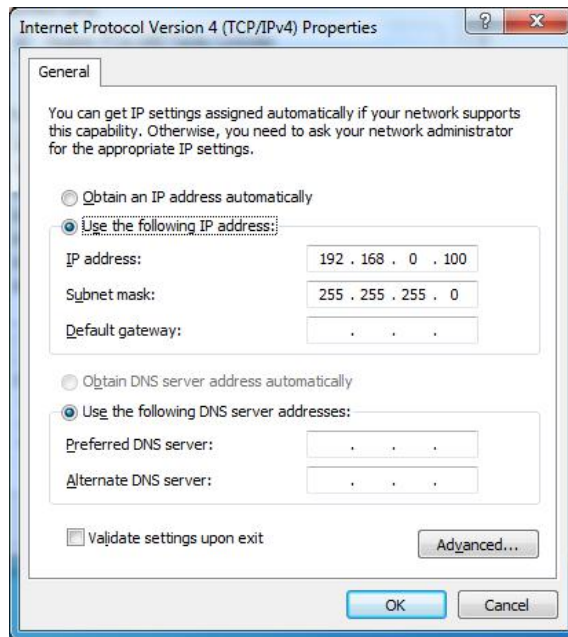 Internet Protocol Version 4 (TCP/IPv4) Properties
General
You can get IP settings assigned automatically if your network supports
this capability. Otherwise, you need to ask your network administrator
for the appropriate IP settings.
Obtain an IP address automatically
Use the following IP address:
IP address: 192 . 168 . 0 . 100
Subnet mask: 255 . 255 . 255 . 0
Default gateway: . . .
Obtain DNS server address automatically
Use the following DNS server addresses:
Preferred DNS server: . . .
Alternate DNS server: . . .
Validate settings upon exit
Advanced...
OK Cancel